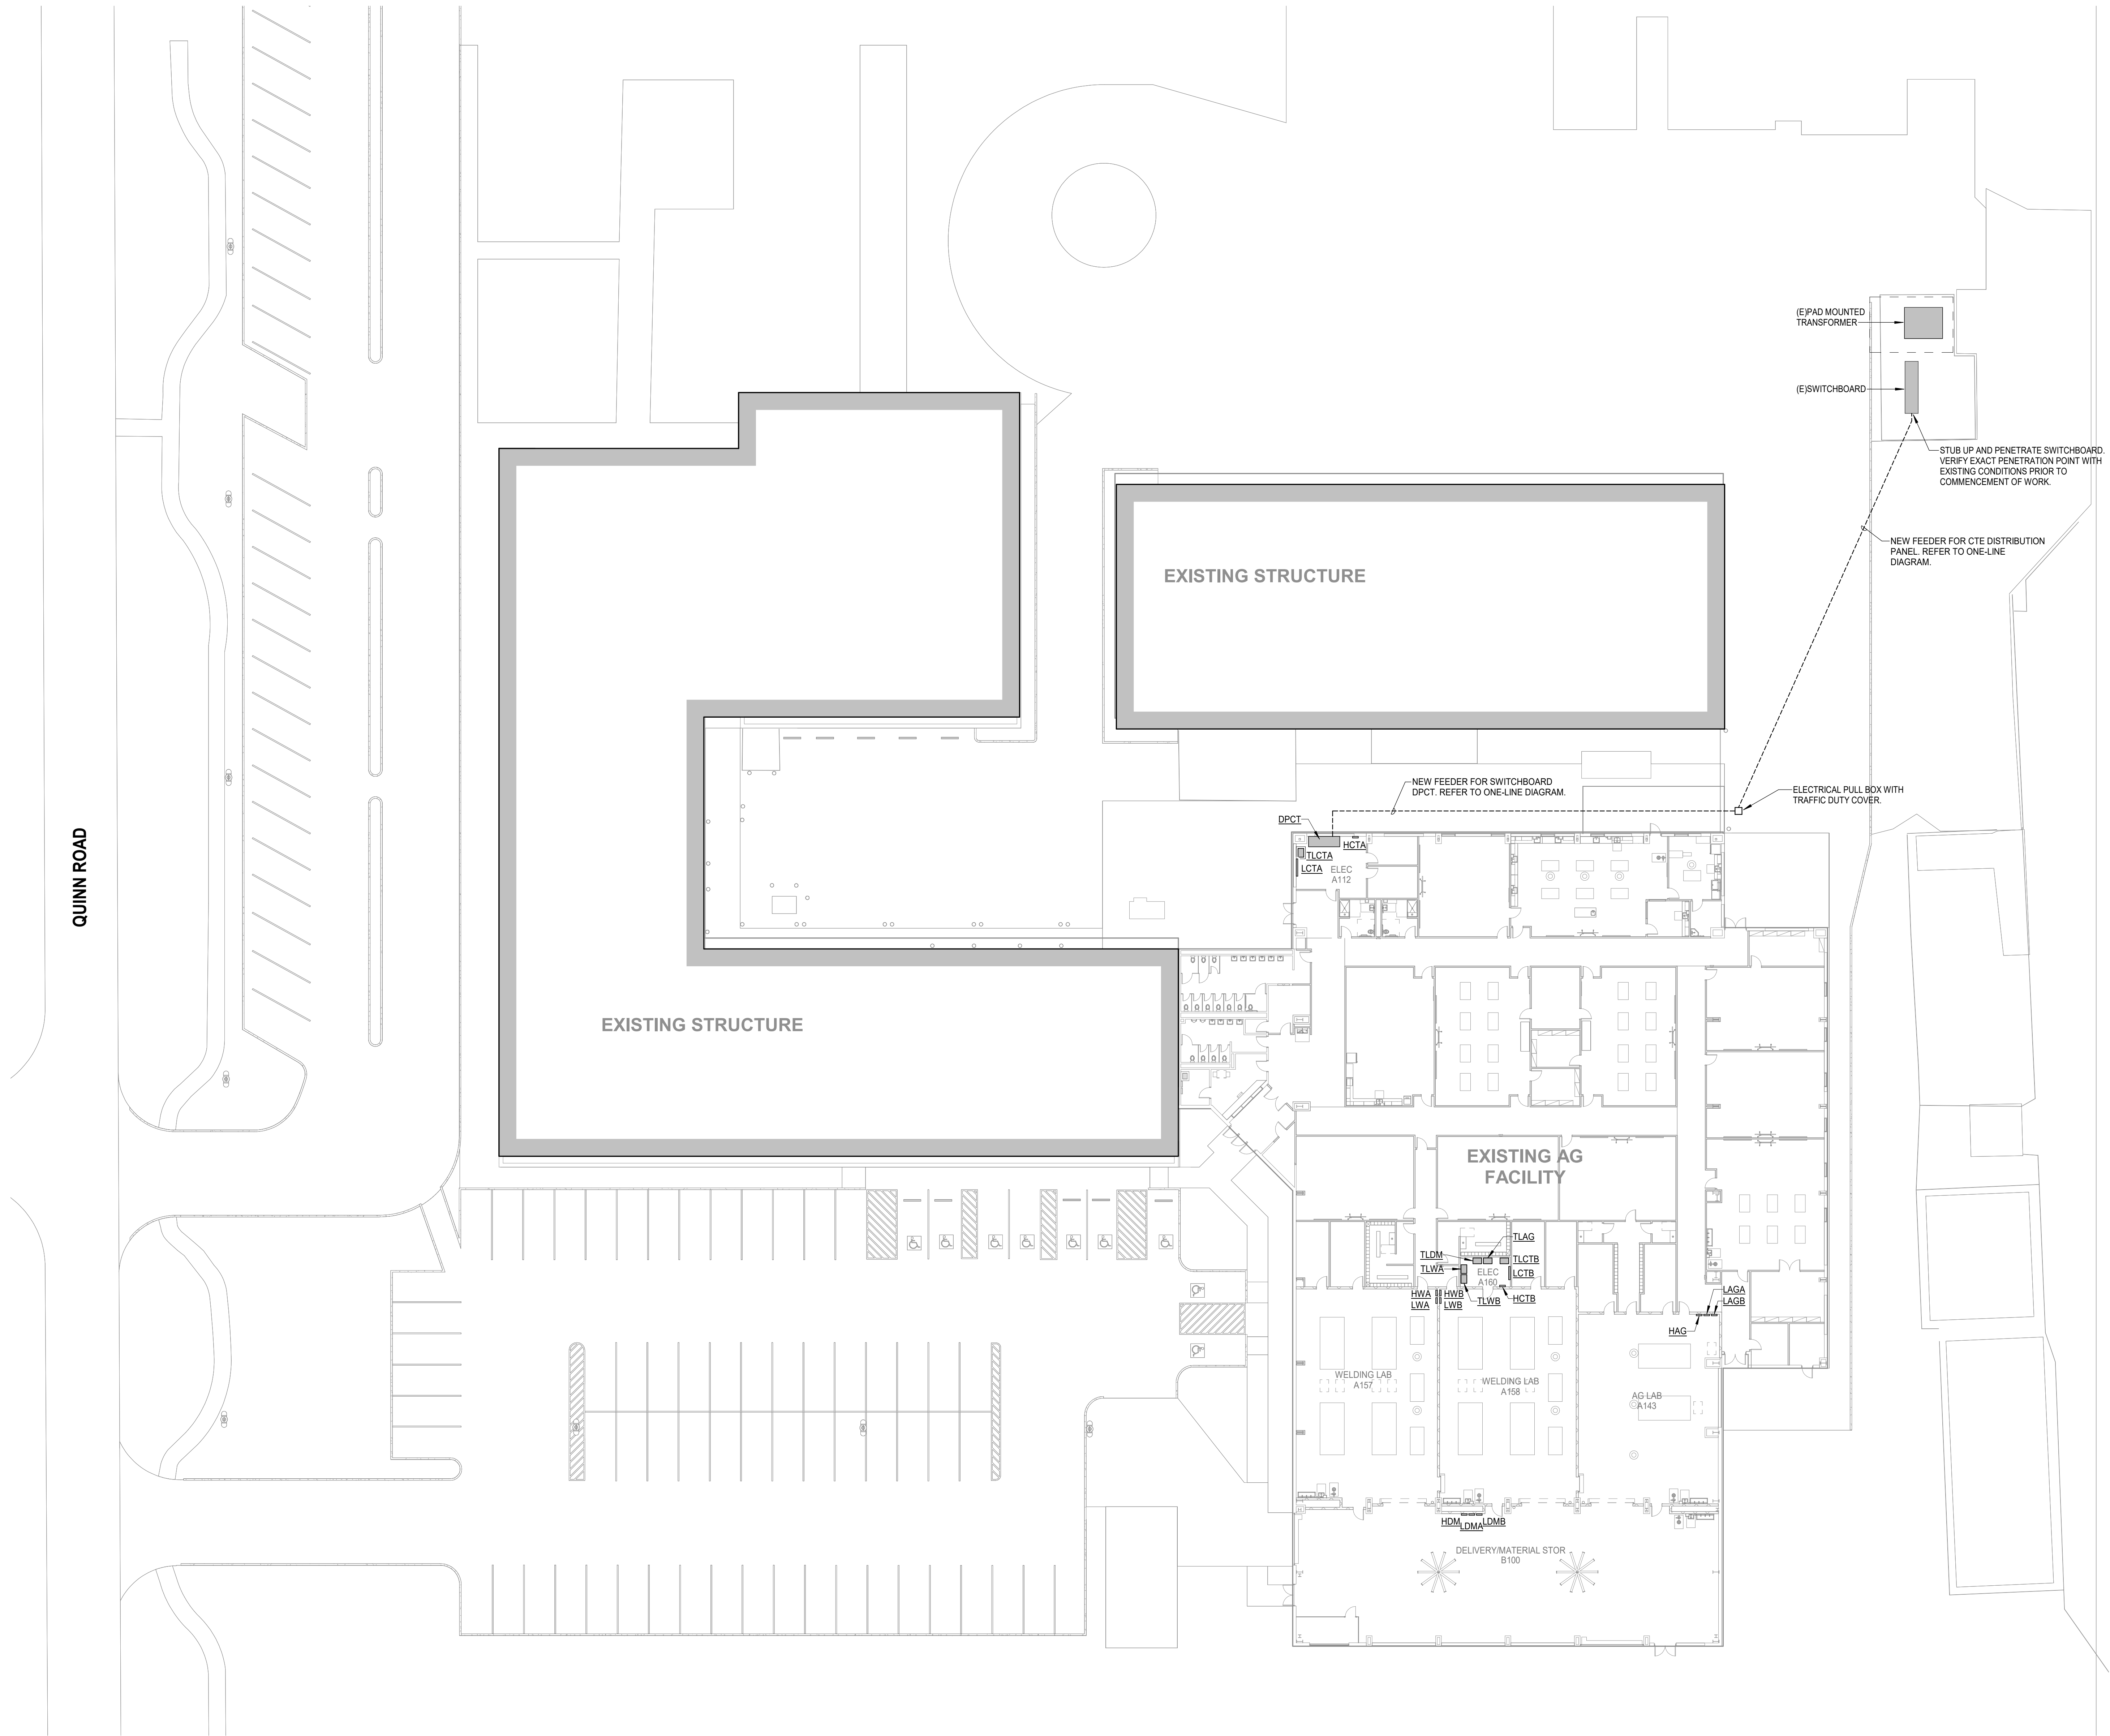 (E)PAD MOUNTED
TRANSFORMER
(E)SWITCHBOARD
STUB UP AND PENETRATE SWITCHBOARD.
VERIFY EXACT PENETRATION POINT WITH
EXISTING CONDITIONS PRIOR TO
COMMENCEMENT OF WORK.
NEW FEEDER FOR CTE DISTRIBUTION
PANEL. REFER TO ONE-LINE
DIAGRAM.
EXISTING STRUCTURE
NEW FEEDER FOR SWITCHBOARD
DPCT. REFER TO ONE-LINE DIAGRAM.
ELECTRICAL PULL BOX WITH
TRAFFIC DUTY COVER.
QUINN ROAD
DPCT
HCTA
TLCTA
LCTA
ELEC
A112
EXISTING STRUCTURE
EXISTING AG
FACILITY
TLAG
TLDM
TLCTB
TLWA
ELEC
A160
LCTB
HWA
HWB
TLWB
HCTB
LWA
LWB
LAGA
LAGB
HAG
WELDING LAB
A157
WELDING LAB
A158
AG LAB
A143
HDM
LDMA
LDMB
DELIVERY/MATERIAL STOR
B100